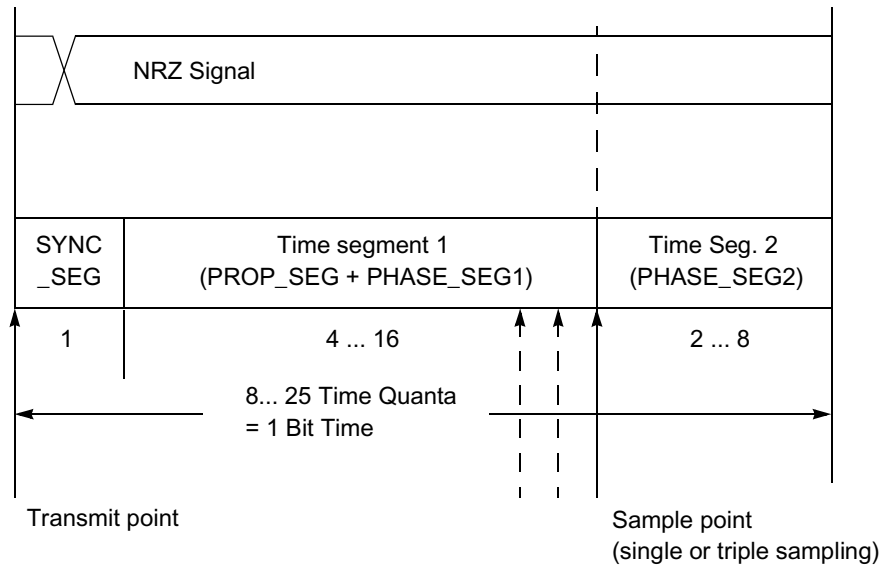 NRZ Signal
SYNC
_SEG
Time segment 1
(PROP_SEG + PHASE_SEG1)
Time Seg. 2
(PHASE_SEG2)
1
4 ... 16
2 ... 8
8... 25 Time Quanta
= 1 Bit Time
Transmit point
Sample point
(single or triple sampling)